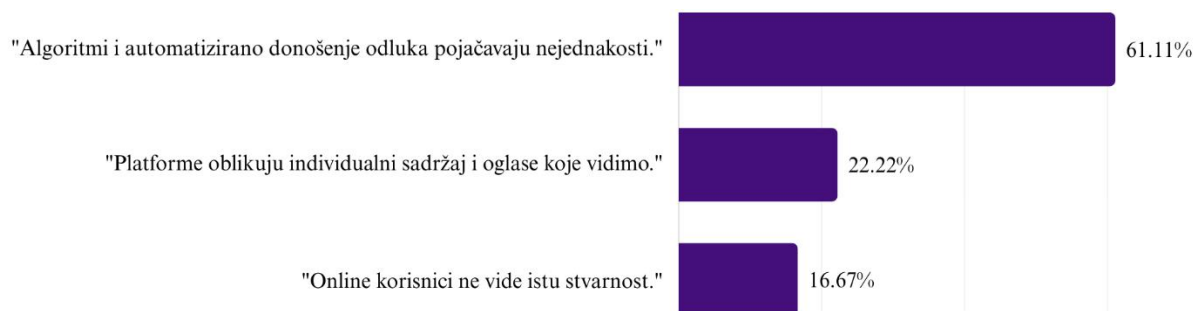 "Algoritmi i automatizirano donošenje odluka pojačavaju nejednakosti."
61.11%
"Platforme oblikuju individualni sadržaj i oglase koje vidimo."
22.22%
"Online korisnici ne vide istu stvarnost."
16.67%